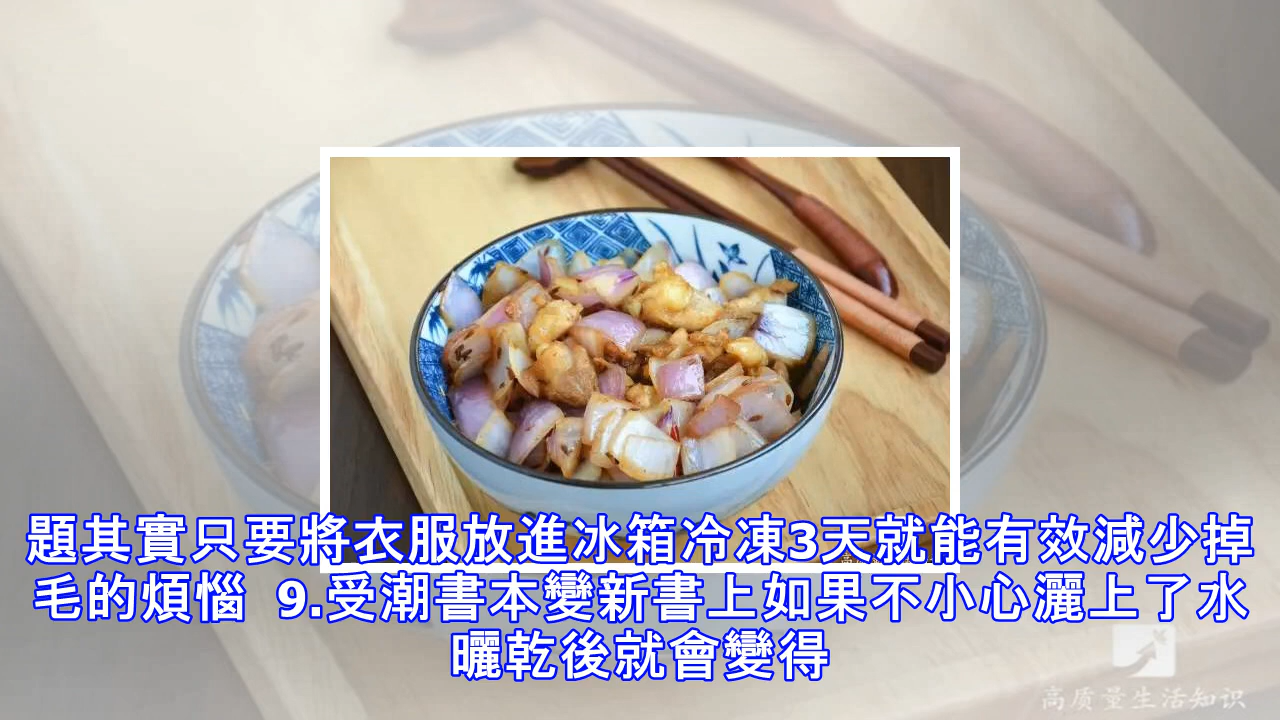 題其實只要將衣服放進冰箱冷凍3天就能有效減少掉
毛的煩惱 9.受潮書本變新書上如果不小心灑上了水
曬乾後就會變得
高质量生活知识